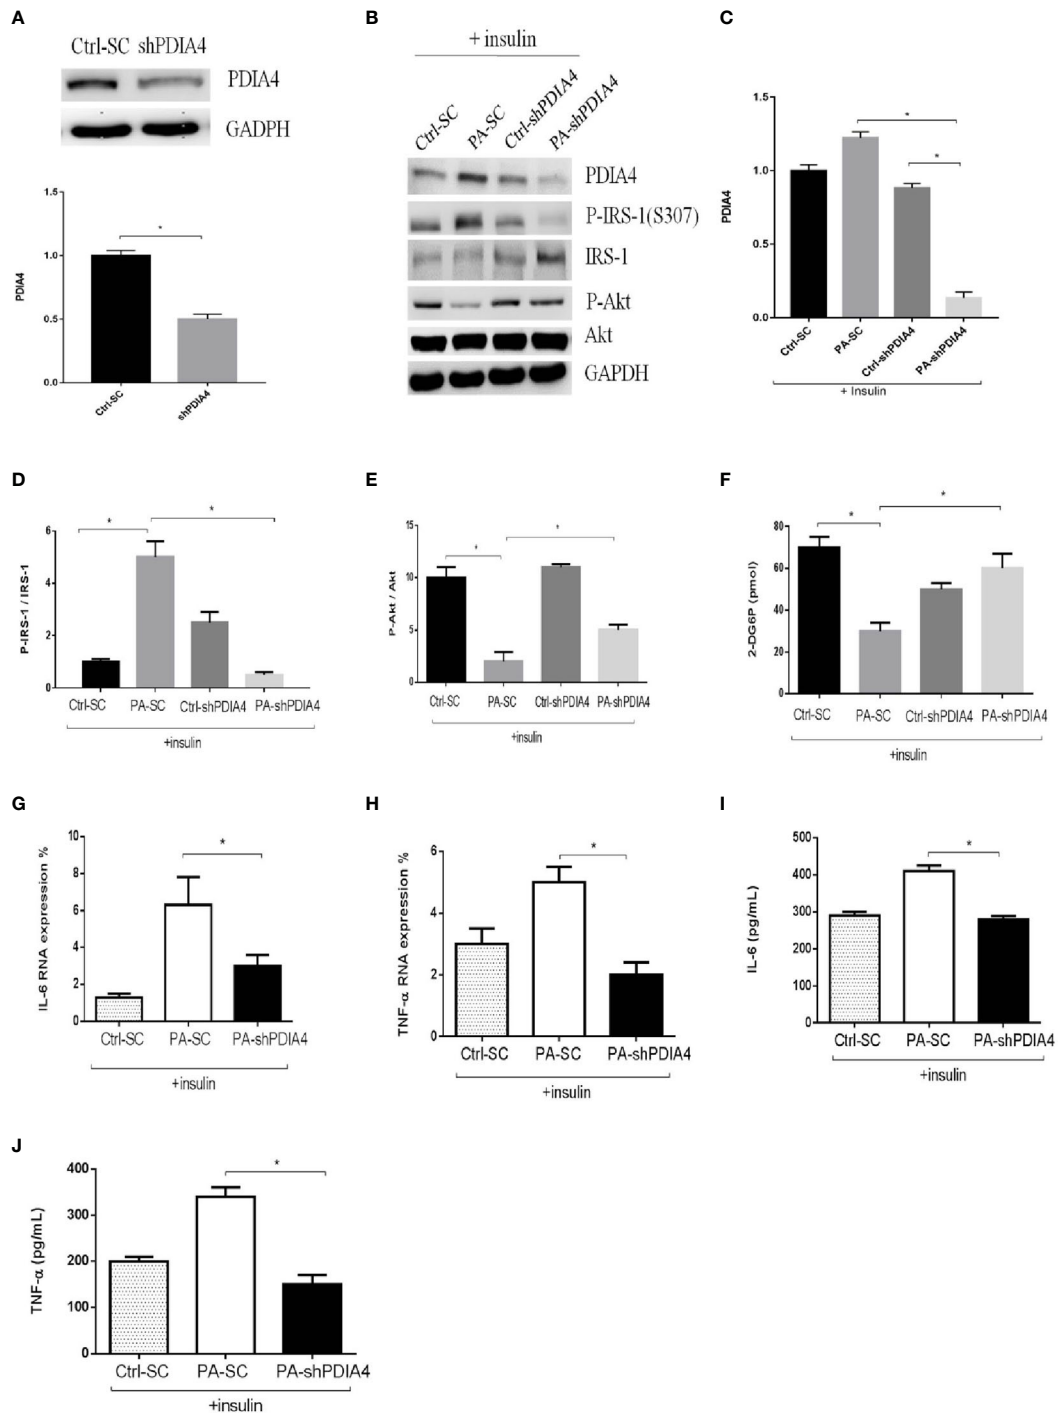 A
Ctrl-SC shPDIA4
PDIA4
GADPH
1.5
1.0
0.5
0.0
PDIA4
*
Ctrl-SC
shPDIA4
B
+ insulin
Ctrl-SC
PA-SC
Ctrl-shPDIA4
PA-shPDIA4
PDIA4
P-IRS-1(S307)
IRS-1
P-Akt
Akt
GAPDH
C
1.5
1.0
0.5
0.0
PDIA4
*
*
Ctrl-SC
PA-SC
Ctrl-shPDIA4
PA-shPDIA4
+ Insulin
D
6
4
2
0
P-IRS-1 / IRS-1
*
*
Ctrl-SC PA-SC Ctrl-shPDIA4 PA-shPDIA4
+insulin
E
15
10
5
0
P-Akt / Akt
*
*
Ctrl-SC PA-SC Ctrl-shPDIA4 PA-shPDIA4
+insulin
F
80
60
40
20
0
2-DG6P (pmol)
*
*
Ctrl-SC PA-SC Ctrl-shPDIA4 PA-shPDIA4
+insulin
G
10
8
6
4
2
0
IL-6 RNA expression %
*
Ctrl-SC PA-SC PA-shPDIA4
+insulin
H
6
4
2
0
TNF-α RNA expression %
*
Ctrl-SC PA-SC PA-shPDIA4
+insulin
I
500
400
300
200
100
0
IL-6 (pg/mL)
*
Ctrl-SC PA-SC PA-shPDIA4
+insulin
J
400
300
200
100
0
TNF-α (pg/mL)
*
Ctrl-SC PA-SC PA-shPDIA4
+insulin